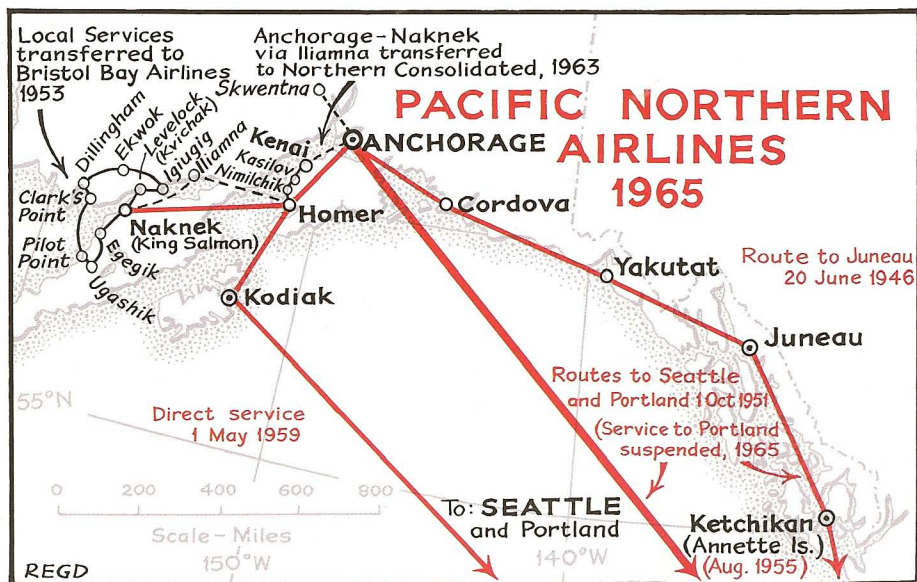 Local Services
transferred to
Bristol Bay Airlines
1953
Anchorage-Naknek
via Iliamna transferred
to Northern Consolidated, 1963
Skwentna
PACIFIC NORTHERN
AIRLINES
1965
Dillingham
Ekwok
Levelock
(Kvichak)
Igiugig
Iliamna
Kenai
Kasilov
Nimilchik
ANCHORAGE
Clark's
Point
Naknek
(King Salmon)
Homer
Cordova
Pilot
Point
Egegik
Ugashik
Kodiak
Yakutat
Route to Juneau
20 June 1946
Juneau
55°N
Direct service
1 May 1959
Routes to Seattle
and Portland 1 Oct 1951
(Service to Portland
suspended, 1965
0 200 400 600 800
Scale-Miles
To: SEATTLE
and Portland
Ketchikan
(Annette Is.)
(Aug. 1955)
150°W
140°W
REGD